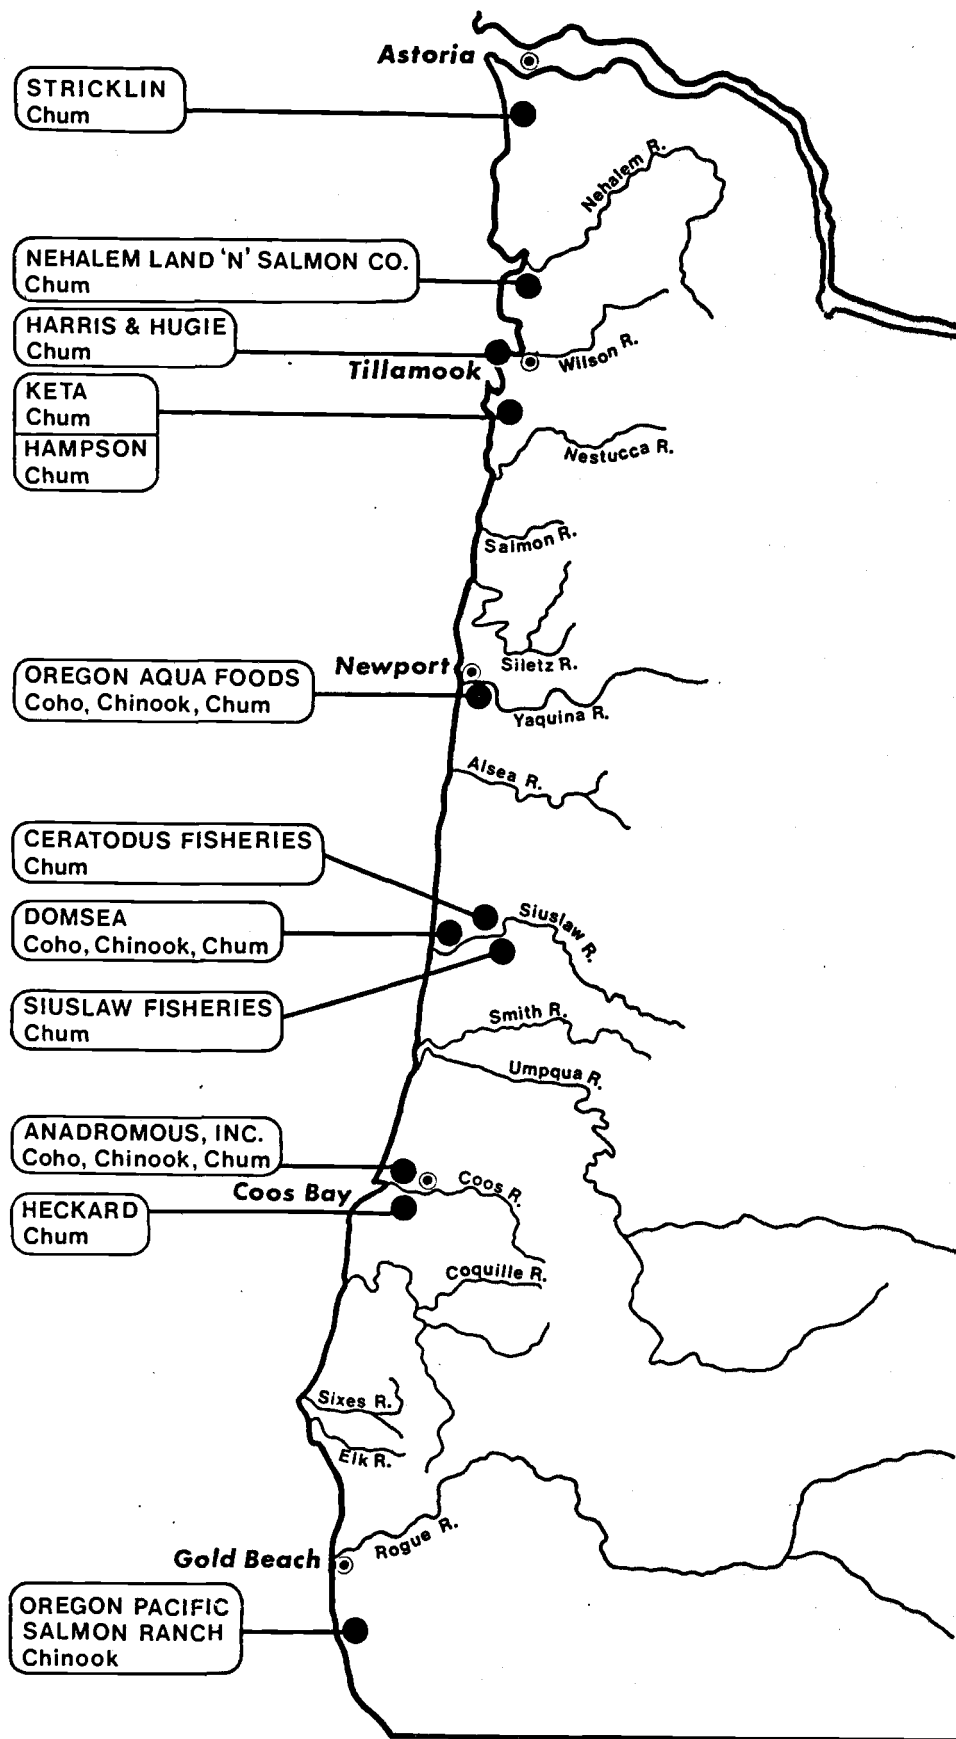 Astoria
STRICKLIN
Chum
Nehalem R.
NEHALEM LAND 'N' SALMON CO.
Chum
HARRIS & HUGIE
Chum
Wilson R.
Tillamook
KETA
Chum
HAMPSON
Chum
Nestucca R.
Salmon R.
Newport
Siletz R.
OREGON AQUA FOODS
Coho, Chinook, Chum
Yaquina R.
Alsea R.
CERATODUS FISHERIES
Chum
DOMSEA
Coho, Chinook, Chum
Siuslaw R.
SIUSLAW FISHERIES
Chum
Smith R.
Umpqua R.
ANADROMOUS, INC.
Coho, Chinook, Chum
Coos Bay
Coos R.
HECKARD
Chum
Coquille R.
Sixes R.
Elk R.
Rogue R.
Gold Beach
OREGON PACIFIC
SALMON RANCH
Chinook